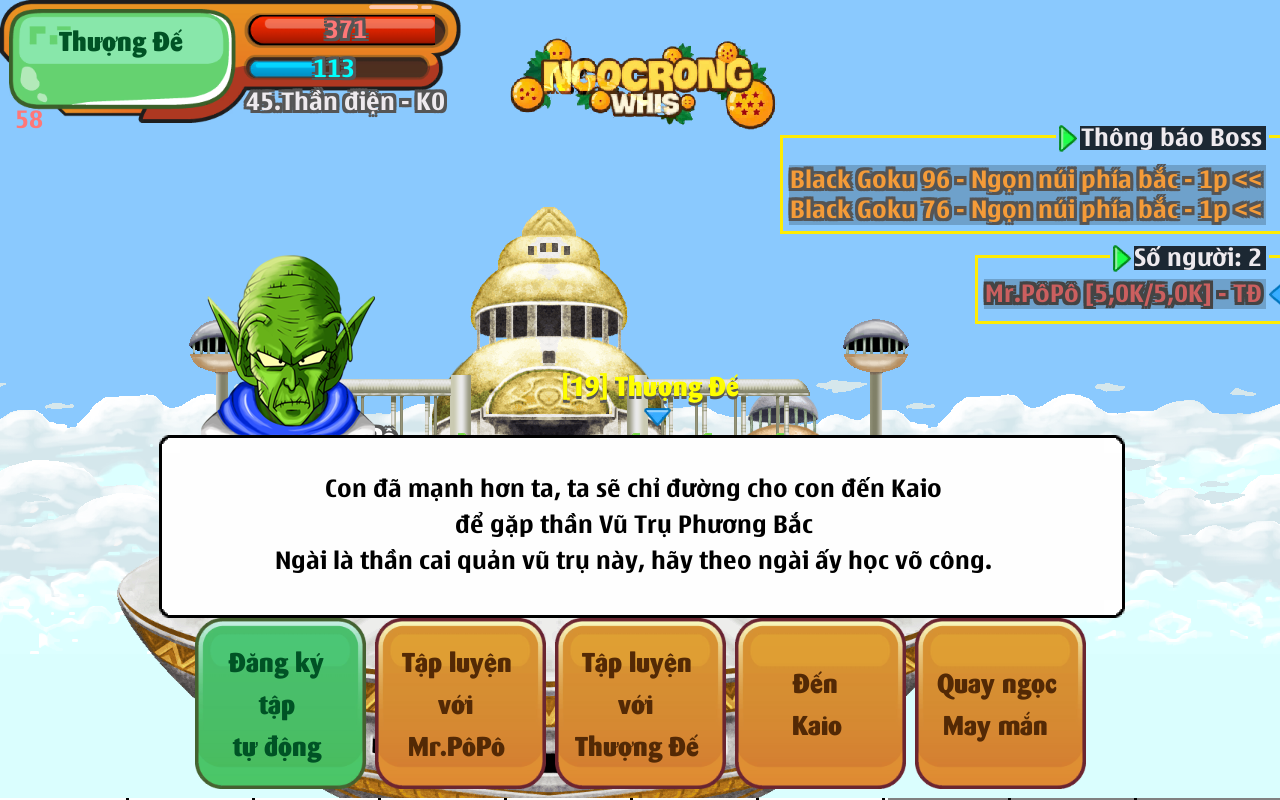 Thượng Đế
371
113
45.Thần điện - K0
58
NGOCRONG
WHIS
Thông báo Boss
Black Goku 96 - Ngọn núi phía bắc - 1p <<
Black Goku 76 - Ngọn núi phía bắc - 1p <<
Số người: 2
Mr.PôPô [5,0K/5,0K] - TĐ
[19] Thượng Đế
Con đã mạnh hơn ta, ta sẽ chỉ đường cho con đến Kaio
để gặp thần Vũ Trụ Phương Bắc
Ngài là thần cai quản vũ trụ này, hãy theo ngài ấy học võ công.
Đăng ký
tập
tự động
Tập luyện
với
Mr.PôPô
Tập luyện
với
Thượng Đế
Đến
Kaio
Quay ngọc
May mắn